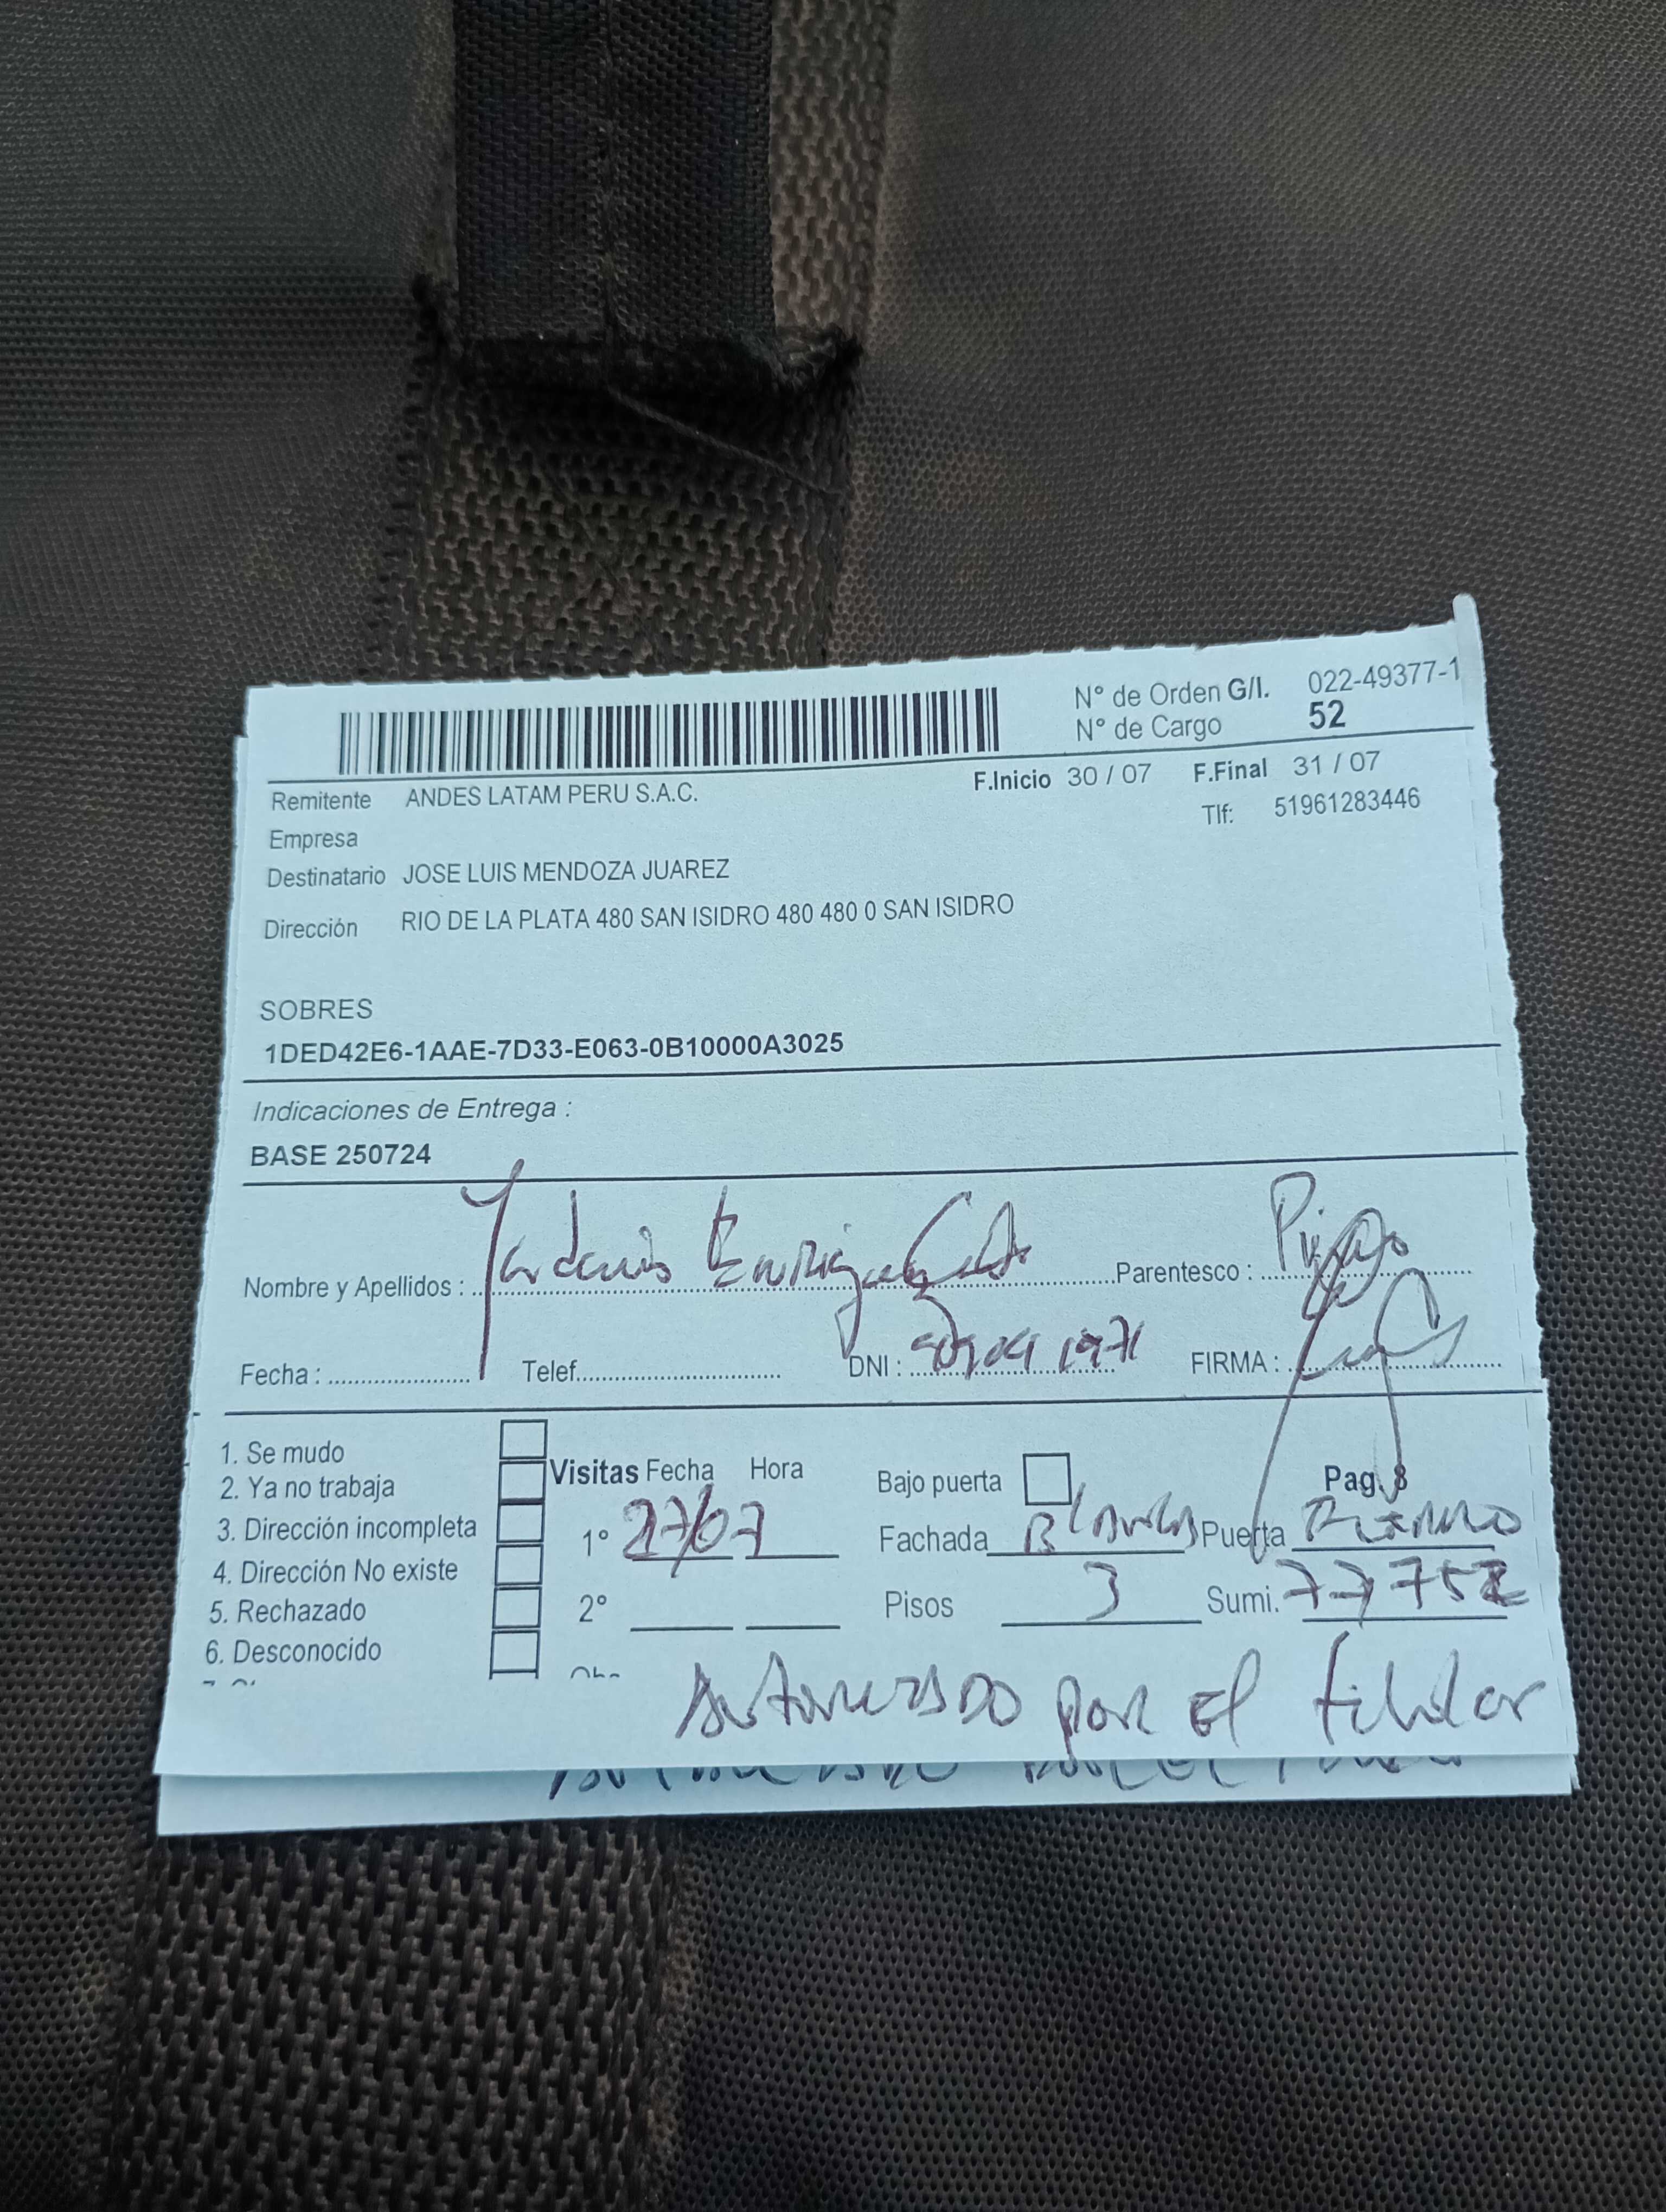 N° de Orden G/I. 022-49377-1
N° de Cargo 52
Remitente ANDES LATAM PERU S.A.C. F.Inicio 30 / 07 F.Final 31 / 07
Empresa Tlf: 51961283446
Destinatario JOSE LUIS MENDOZA JUAREZ
Dirección RIO DE LA PLATA 480 SAN ISIDRO 480 480 0 SAN ISIDRO
SOBRES
1DED42E6-1AAE-7D33-E063-0B10000A3025
Indicaciones de Entrega :
BASE 250724
Nombre y Apellidos : Parentesco :
Fecha : Telef. DNI : FIRMA :
1. Se mudo
2. Ya no trabaja
3. Dirección incompleta
4. Dirección No existe
5. Rechazado
6. Desconocido
Visitas Fecha Hora
1° 27/07
2°
Bajo puerta Pag.
Fachada Blanca Puerta
Pisos 3 Sumi.
Autorizado por el titular